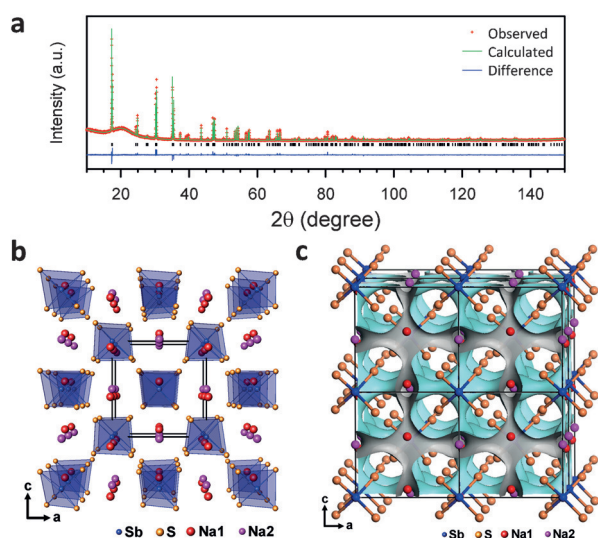 a
Intensity (a.u.)
Observed
Calculated
Difference
20 40 60 80 100 120 140
2θ (degree)
b
c
c
a
Sb S Na1 Na2
c
a
Sb S Na1 Na2